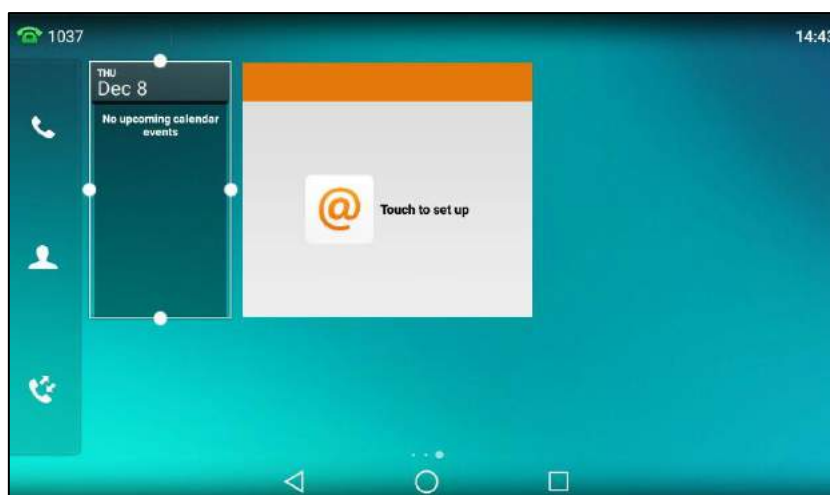 1037
14:43
THU
Dec 8
No upcoming calendar
events
@ Touch to set up